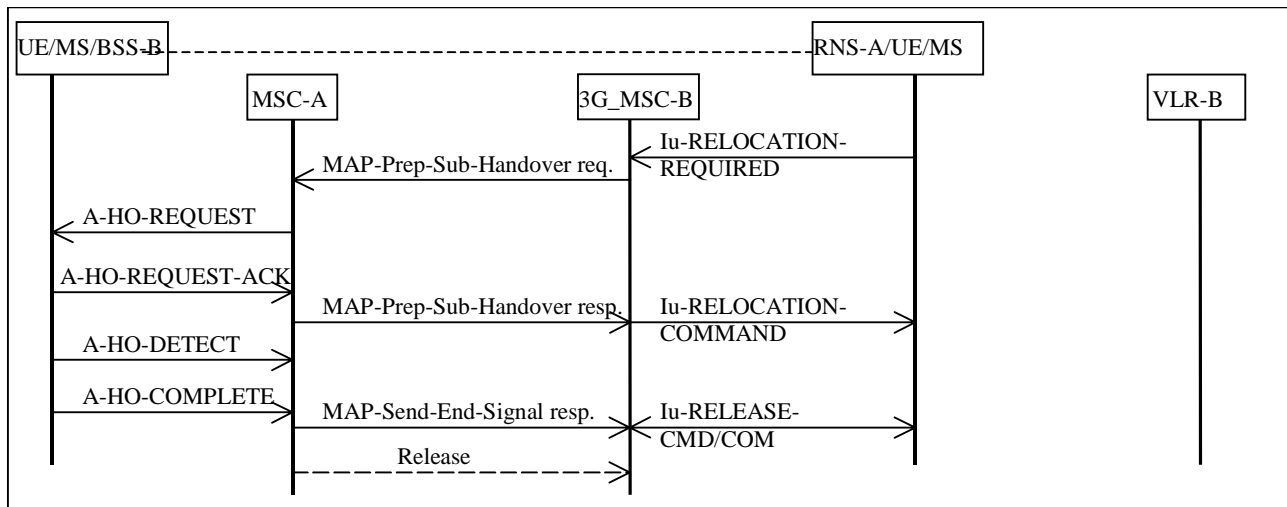 UE/MS/BSS-B
RNS-A/UE/MS
MSC-A
3G_MSC-B
VLR-B
Iu-RELOCATION-
REQUIRED
MAP-Prep-Sub-Handover req.
A-HO-REQUEST
A-HO-REQUEST-ACK
MAP-Prep-Sub-Handover resp.
Iu-RELOCATION-
COMMAND
A-HO-DETECT
A-HO-COMPLETE
MAP-Send-End-Signal resp.
Iu-RELEASE-
CMD/COM
Release